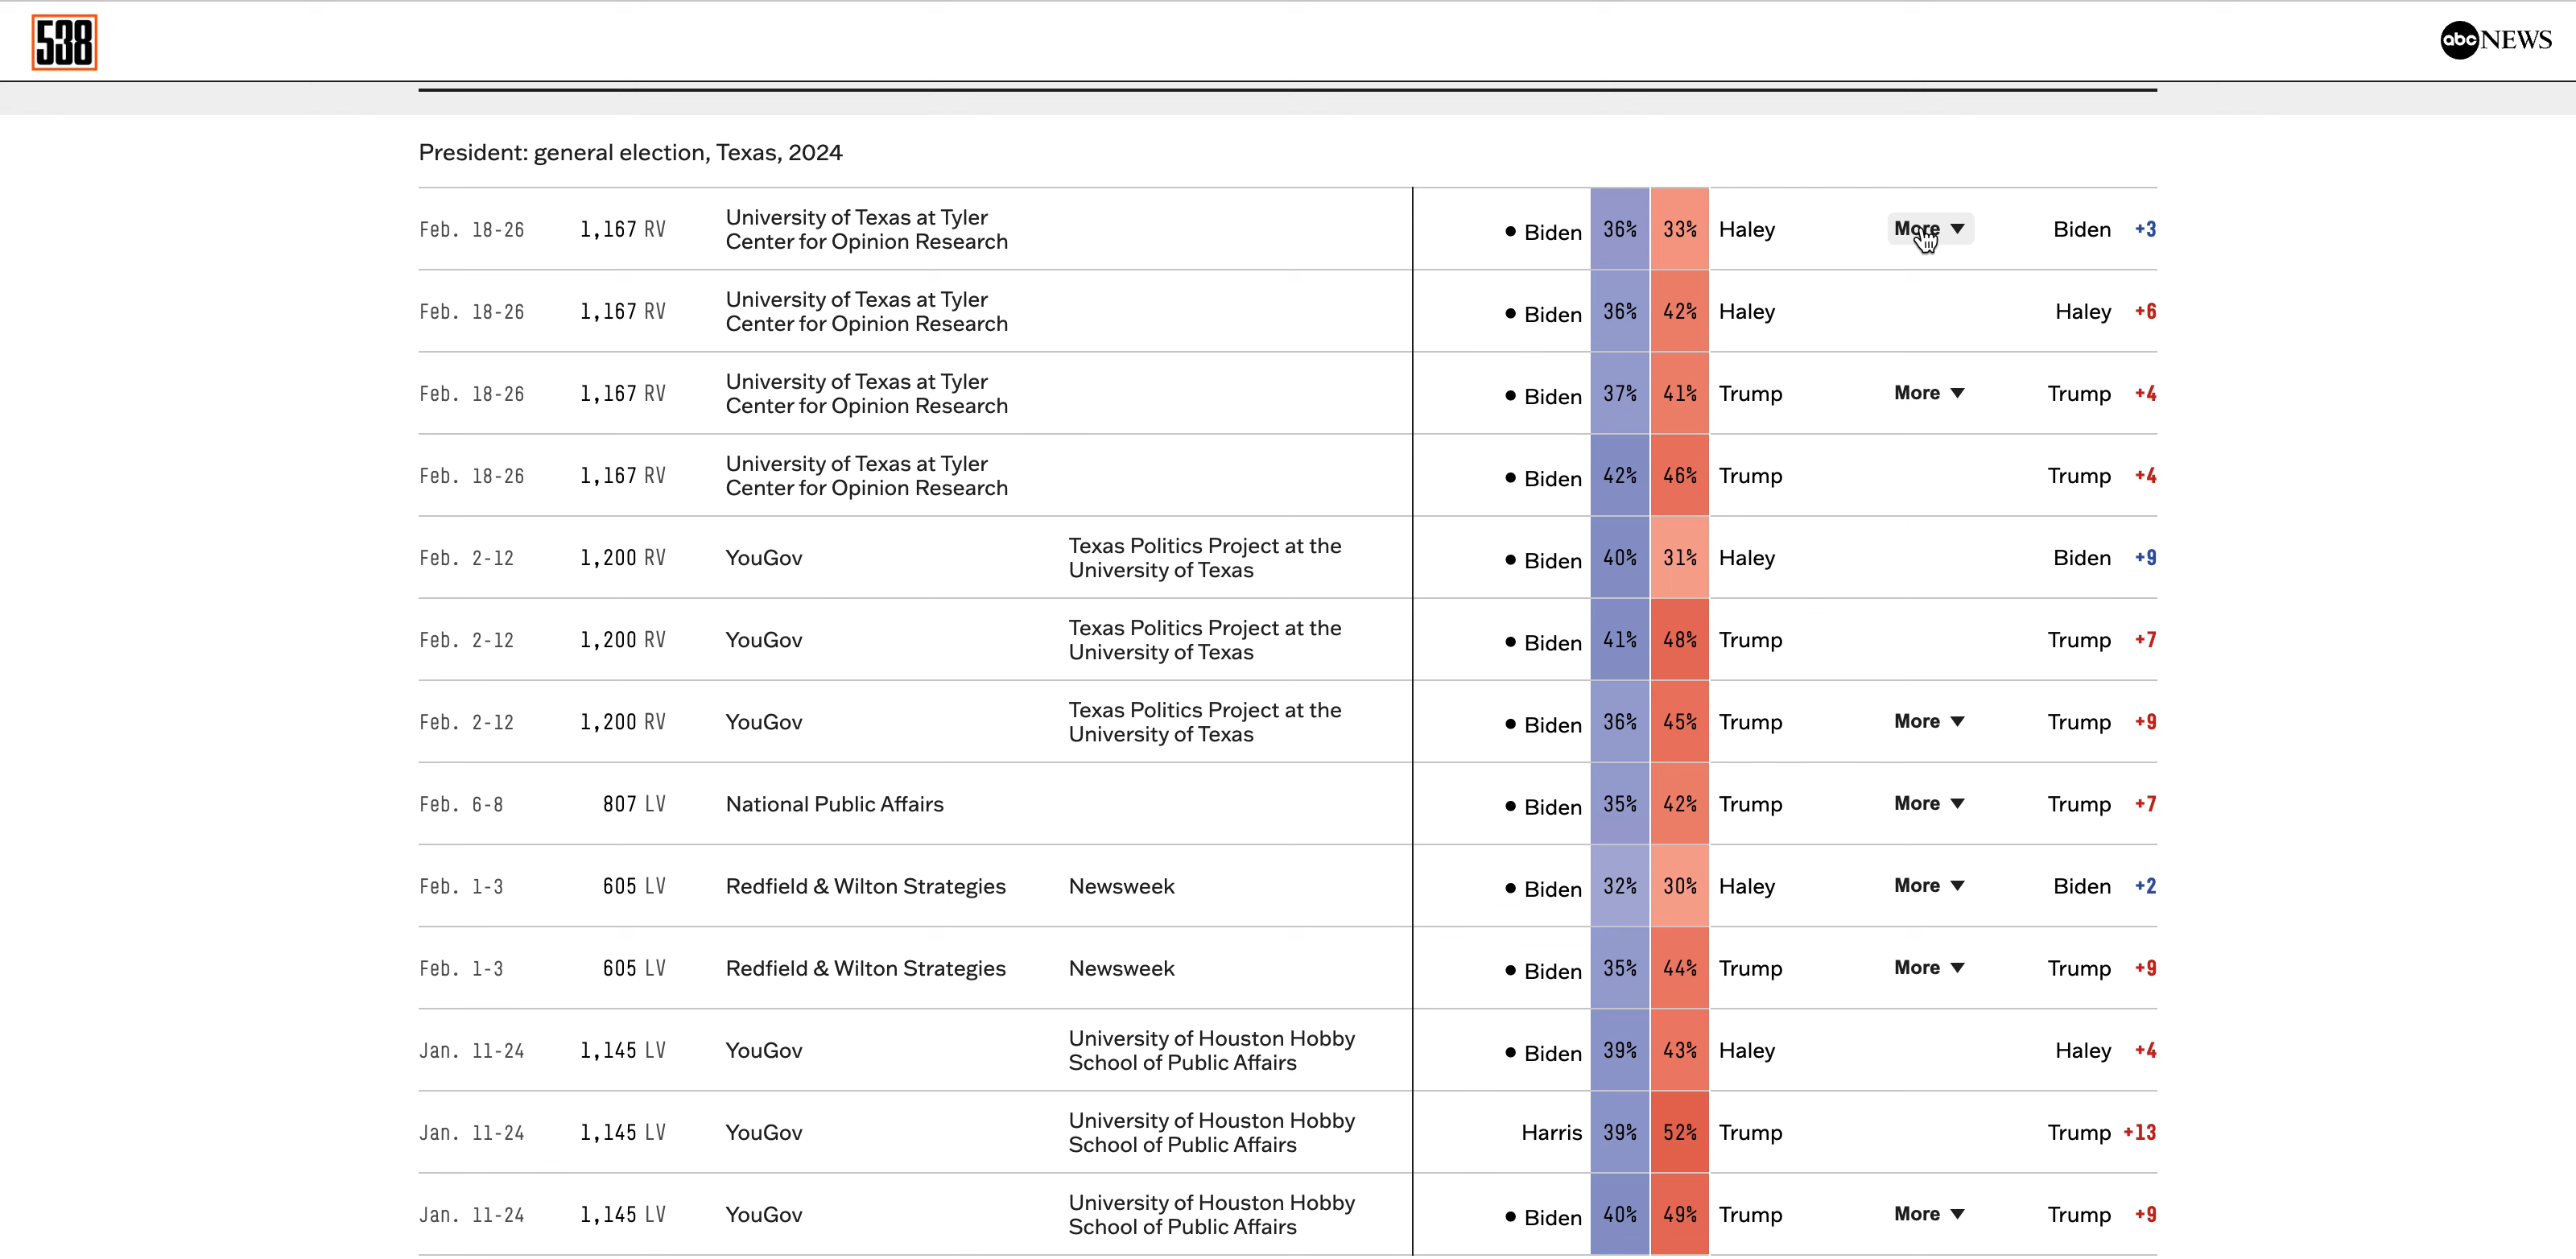 538
abc NEWS
President: general election, Texas, 2024
Feb. 18-26 1,167 RV University of Texas at Tyler Center for Opinion Research • Biden 36% 33% Haley More ▼ Biden +3
Feb. 18-26 1,167 RV University of Texas at Tyler Center for Opinion Research • Biden 36% 42% Haley Haley +6
Feb. 18-26 1,167 RV University of Texas at Tyler Center for Opinion Research • Biden 37% 41% Trump More ▼ Trump +4
Feb. 18-26 1,167 RV University of Texas at Tyler Center for Opinion Research • Biden 42% 46% Trump Trump +4
Feb. 2-12 1,200 RV YouGov Texas Politics Project at the University of Texas • Biden 40% 31% Haley Biden +9
Feb. 2-12 1,200 RV YouGov Texas Politics Project at the University of Texas • Biden 41% 48% Trump Trump +7
Feb. 2-12 1,200 RV YouGov Texas Politics Project at the University of Texas • Biden 36% 45% Trump More ▼ Trump +9
Feb. 6-8 807 LV National Public Affairs • Biden 35% 42% Trump More ▼ Trump +7
Feb. 1-3 605 LV Redfield & Wilton Strategies Newsweek • Biden 32% 30% Haley More ▼ Biden +2
Feb. 1-3 605 LV Redfield & Wilton Strategies Newsweek • Biden 35% 44% Trump More ▼ Trump +9
Jan. 11-24 1,145 LV YouGov University of Houston Hobby School of Public Affairs • Biden 39% 43% Haley Haley +4
Jan. 11-24 1,145 LV YouGov University of Houston Hobby School of Public Affairs Harris 39% 52% Trump Trump +13
Jan. 11-24 1,145 LV YouGov University of Houston Hobby School of Public Affairs • Biden 40% 49% Trump More ▼ Trump +9